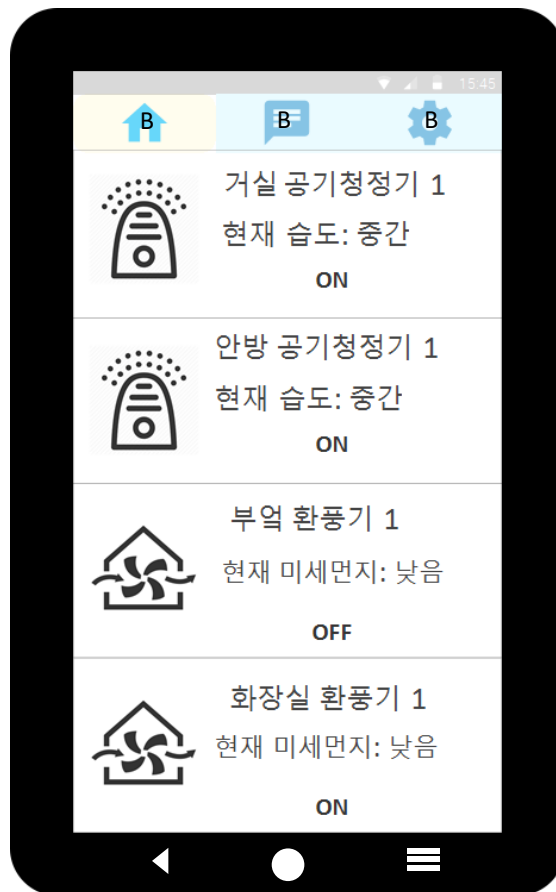 15:45
B B B
거실 공기청정기 1
현재 습도: 중간
ON
안방 공기청정기 1
현재 습도: 중간
ON
부엌 환풍기 1
현재 미세먼지: 낮음
OFF
화장실 환풍기 1
현재 미세먼지: 낮음
ON